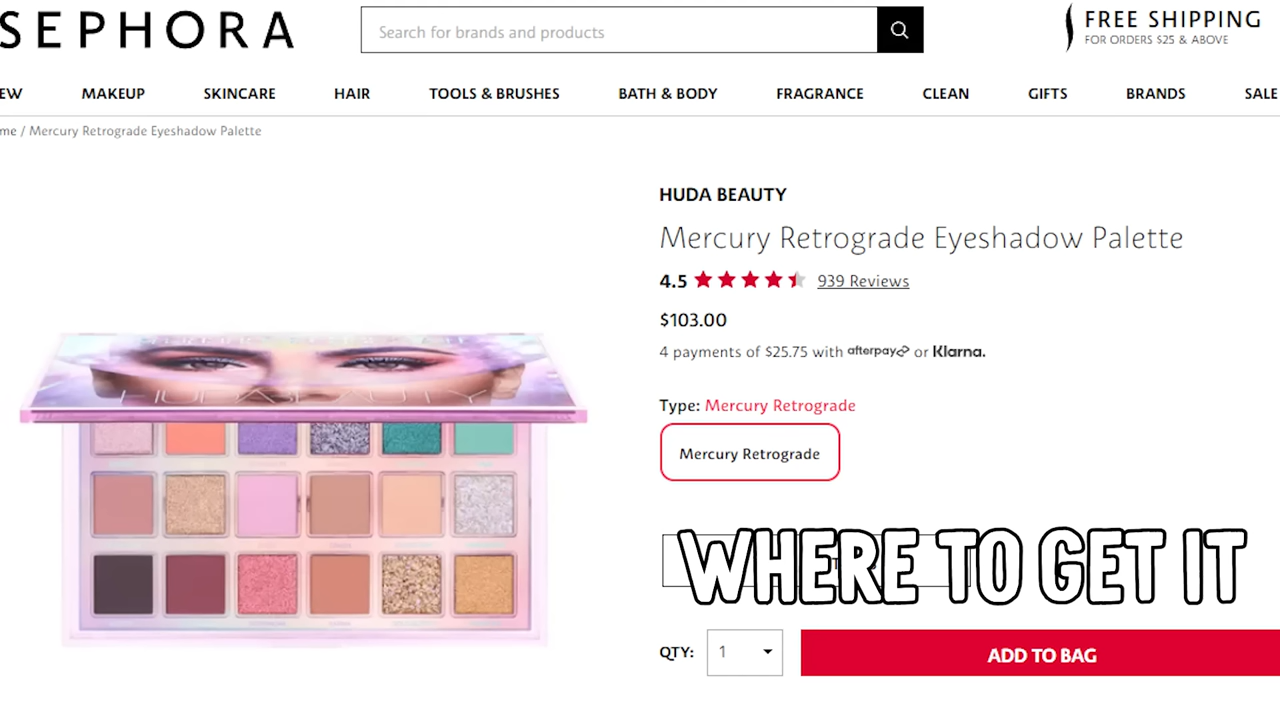 SEPHORA
Search for brands and products
FREE SHIPPING
FOR ORDERS $25 & ABOVE
EW MAKEUP SKINCARE HAIR TOOLS & BRUSHES BATH & BODY FRAGRANCE CLEAN GIFTS BRANDS SALE
me / Mercury Retrograde Eyeshadow Palette
HUDA BEAUTY
Mercury Retrograde Eyeshadow Palette
4.5 939 Reviews
$103.00
4 payments of $25.75 with afterpay or Klarna.
Type: Mercury Retrograde
Mercury Retrograde
HUDA BEAUTY
WHERE TO GET IT
QTY: 1 ADD TO BAG